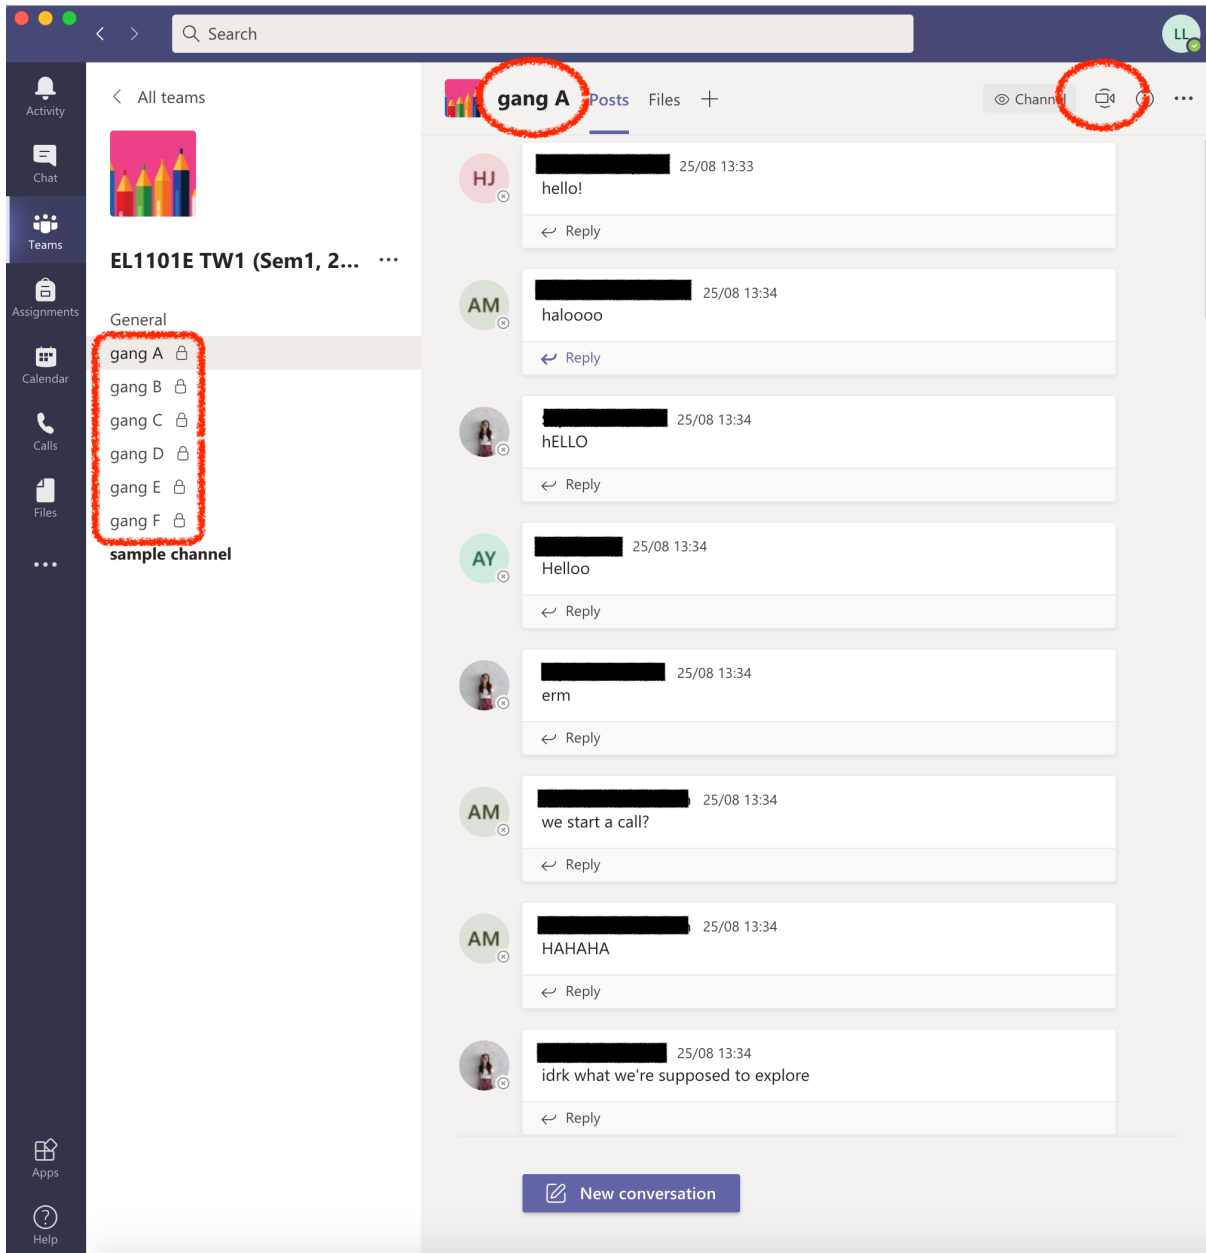 Search
LL
Activity
Chat
Teams
Assignments
Calendar
Calls
Files
Apps
Help
All teams
EL1101E TW1 (Sem1, 2...
General
gang A
gang B
gang C
gang D
gang E
gang F
sample channel
gang A Posts Files
Channel
HJ
25/08 13:33
hello!
Reply
AM
25/08 13:34
haloooo
Reply
25/08 13:34
hELLO
Reply
AY
25/08 13:34
Helloo
Reply
25/08 13:34
erm
Reply
AM
25/08 13:34
we start a call?
Reply
AM
25/08 13:34
HAHAHA
Reply
25/08 13:34
idrk what we're supposed to explore
Reply
New conversation